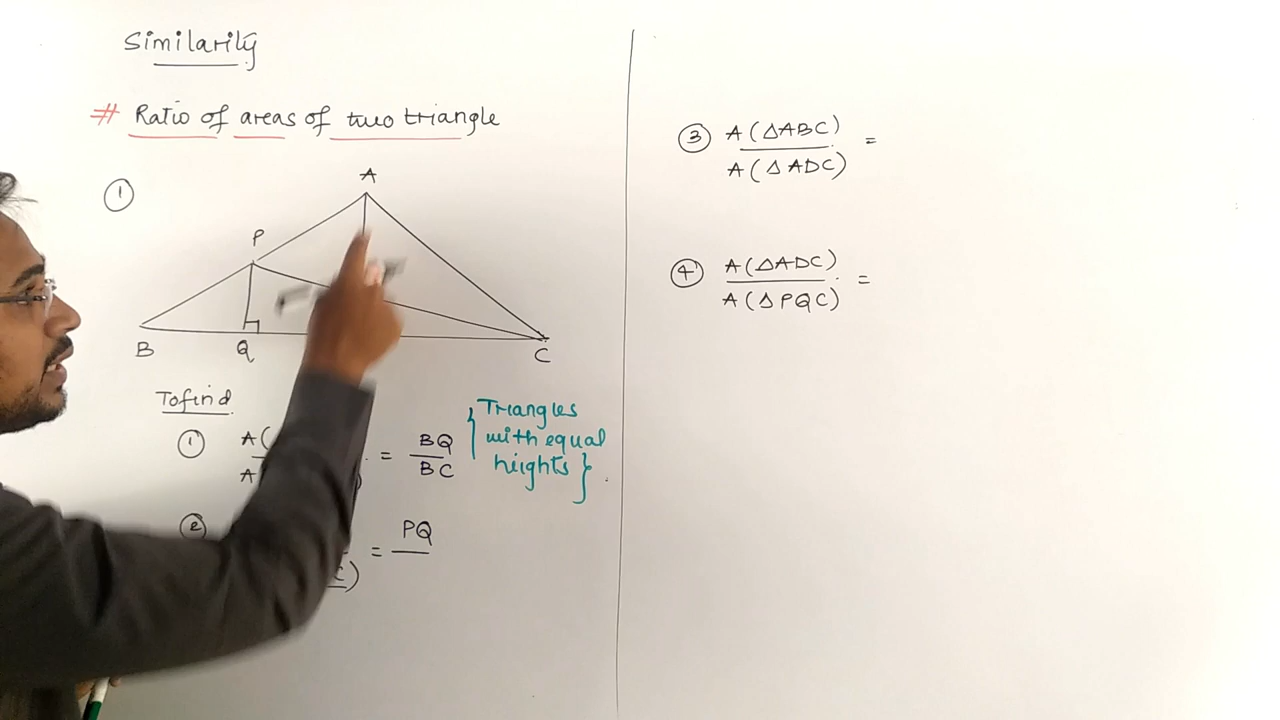 Similarity
# Ratio of areas of two triangle
①
A
P
B
Q
C
To find
① A( = BQ
A BC
{ Triangles
with equal
heights }
② = PQ
)
③ A(△ABC) =
A(△ADC)
④ A(△ADC) =
A(△PQC)